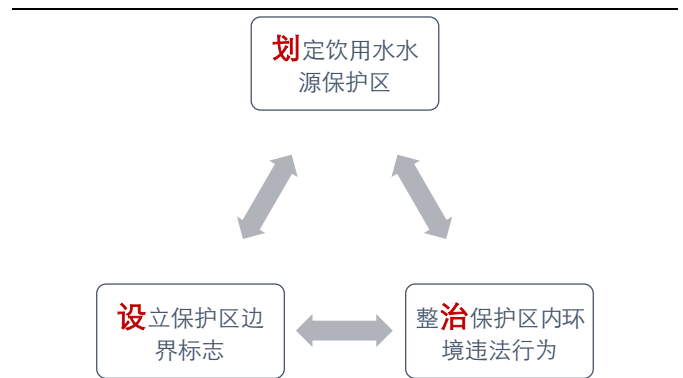 划定饮用水水
源保护区
设立保护区边
界标志
整治保护区内环
境违法行为